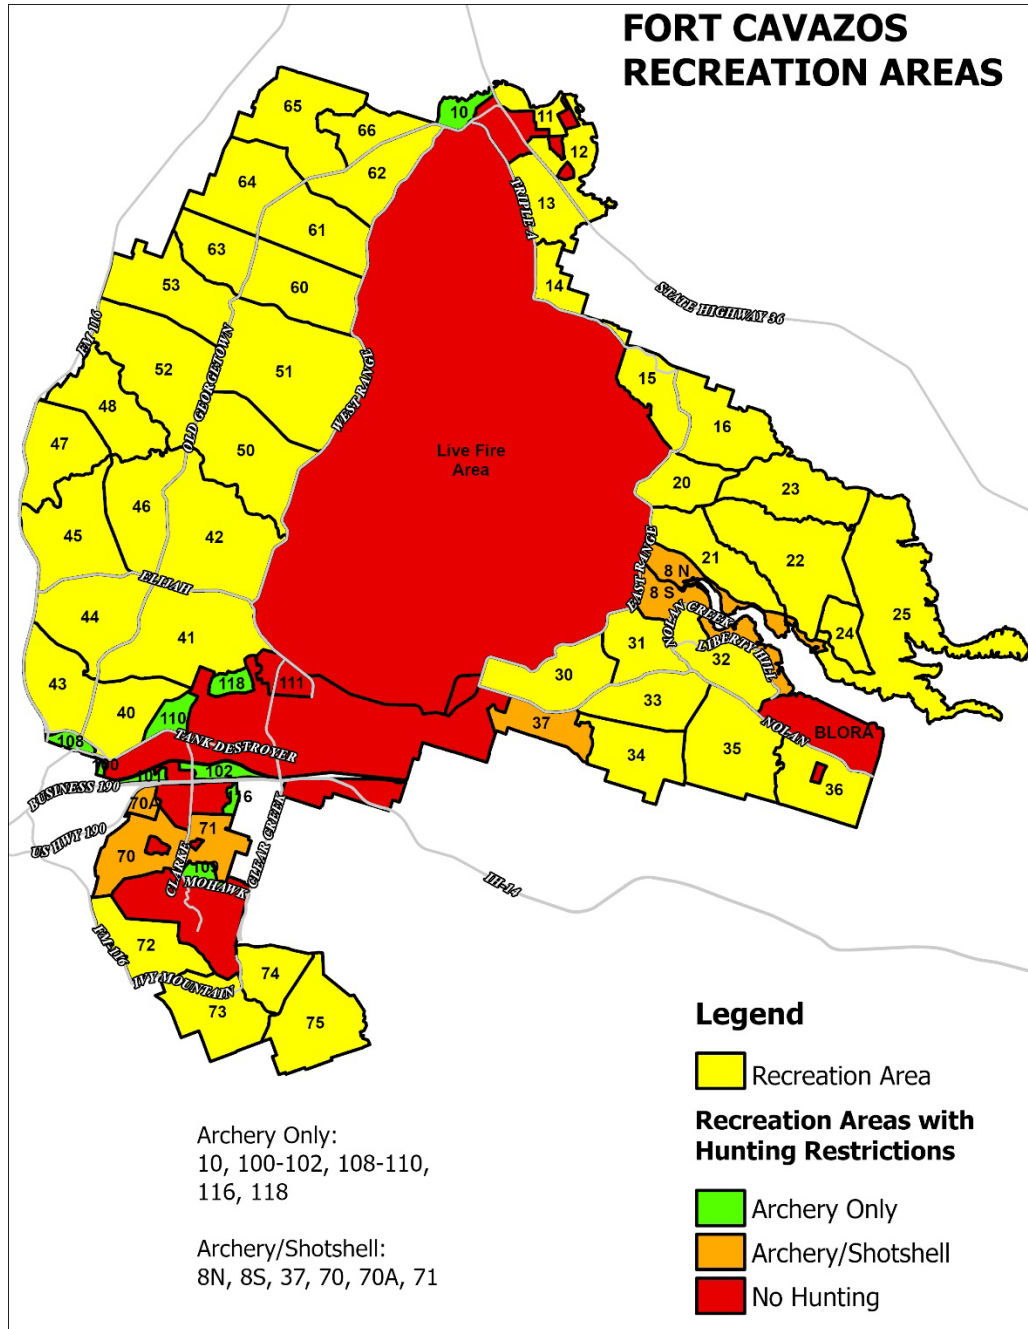 FORT CAVAZOS
RECREATION AREAS
65
66
10
11
12
62
64
13
TRIPLE A
61
63
60
14
53
STATE HIGHWAY 36
FM-116
52
OLD GEORGETOWN
51
WEST RANGE
15
48
16
47
50
Live Fire
Area
20
23
46
45
42
21
22
EAST RANGE
8 N
8 S
ELIJAH
44
41
NOLAN CREEK
25
24
31
LIBERTY HILL
32
43
118
111
30
33
40
110
37
NOLAN
BLORA
108
TANK DESTROYER
100
101
102
34
35
36
BUSINESS 190
70A
US HWY 190
71
70
CLARKE
CLEAR CREEK
109
MOHAWK
IH-14
72
FM-116
IVY MOUNTAIN
74
73
75
Legend
Recreation Area
Recreation Areas with
Hunting Restrictions
Archery Only
Archery/Shotshell
No Hunting
Archery Only:
10, 100-102, 108-110,
116, 118
Archery/Shotshell:
8N, 8S, 37, 70, 70A, 71